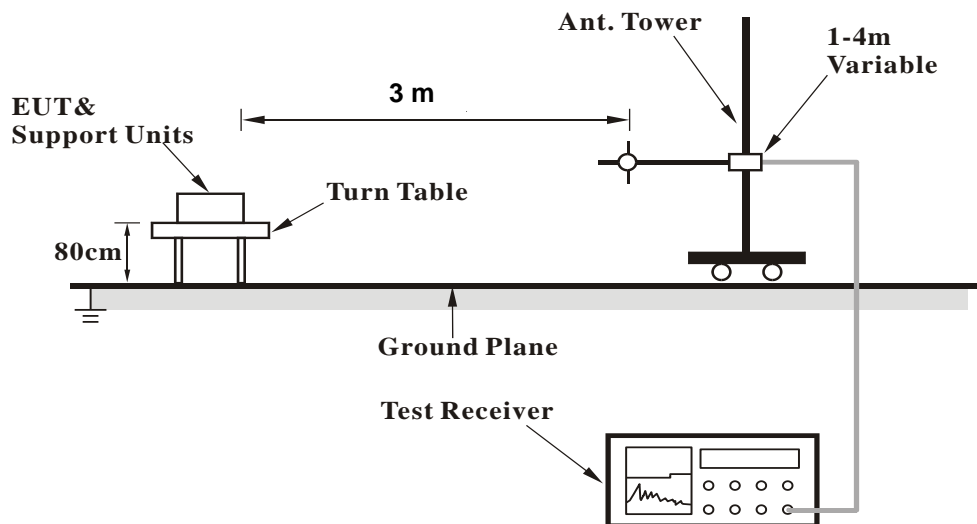 Ant. Tower
1-4m
Variable
3 m
EUT&
Support Units
Turn Table
80cm
Ground Plane
Test Receiver